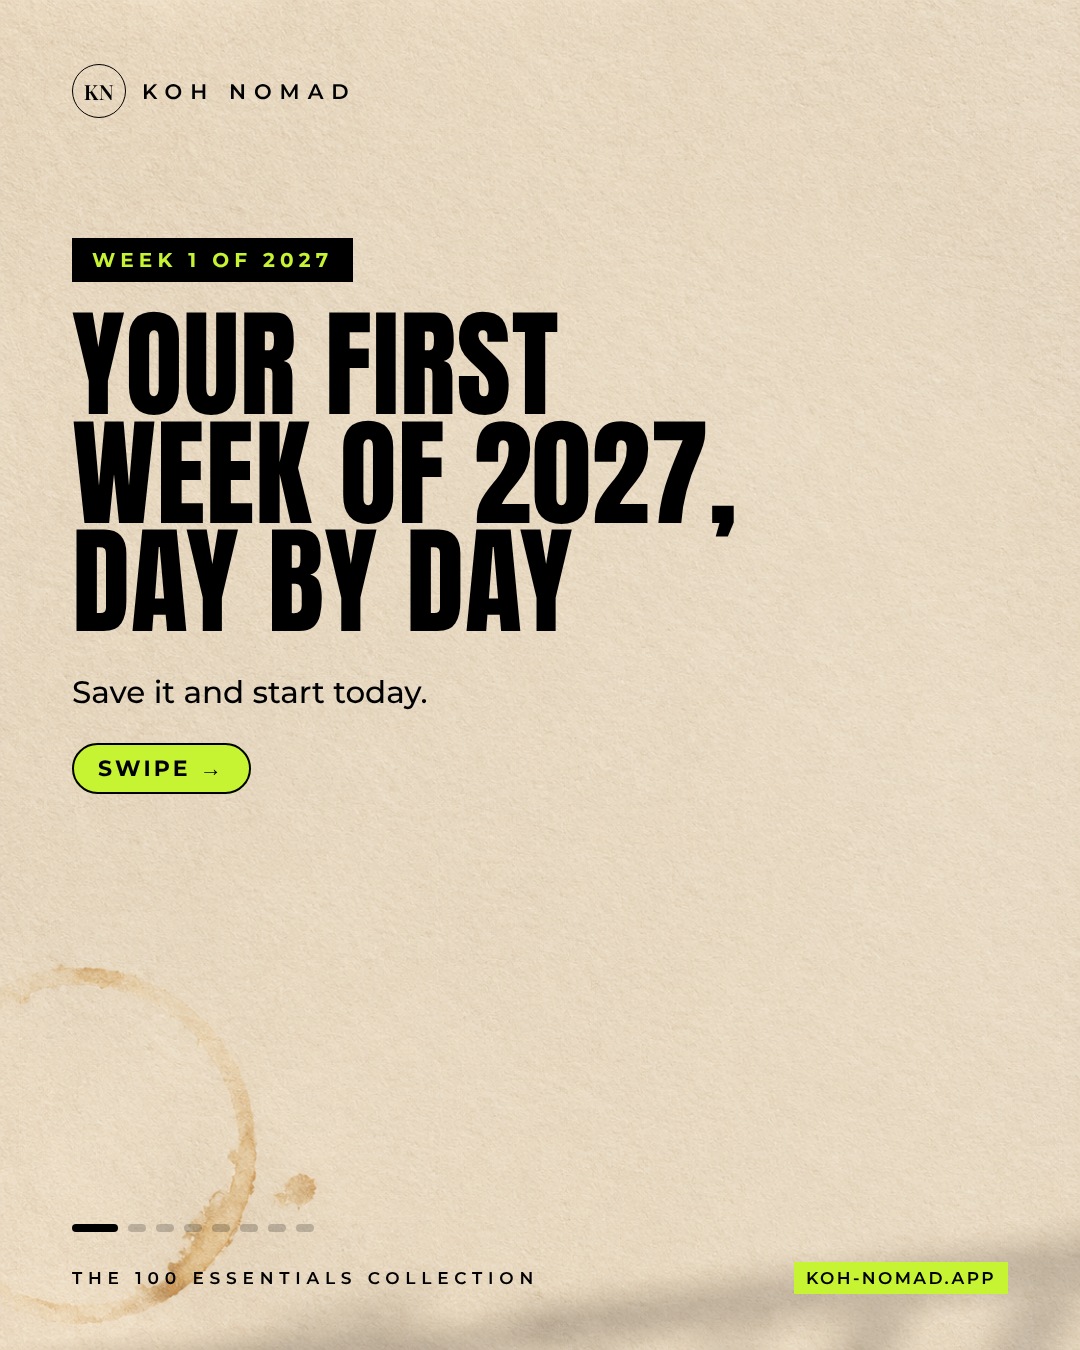 KN KOH NOMAD
WEEK 1 OF 2027
YOUR FIRST
WEEK OF 2027,
DAY BY DAY
Save it and start today.
SWIPE →
THE 100 ESSENTIALS COLLECTION
KOH-NOMAD.APP